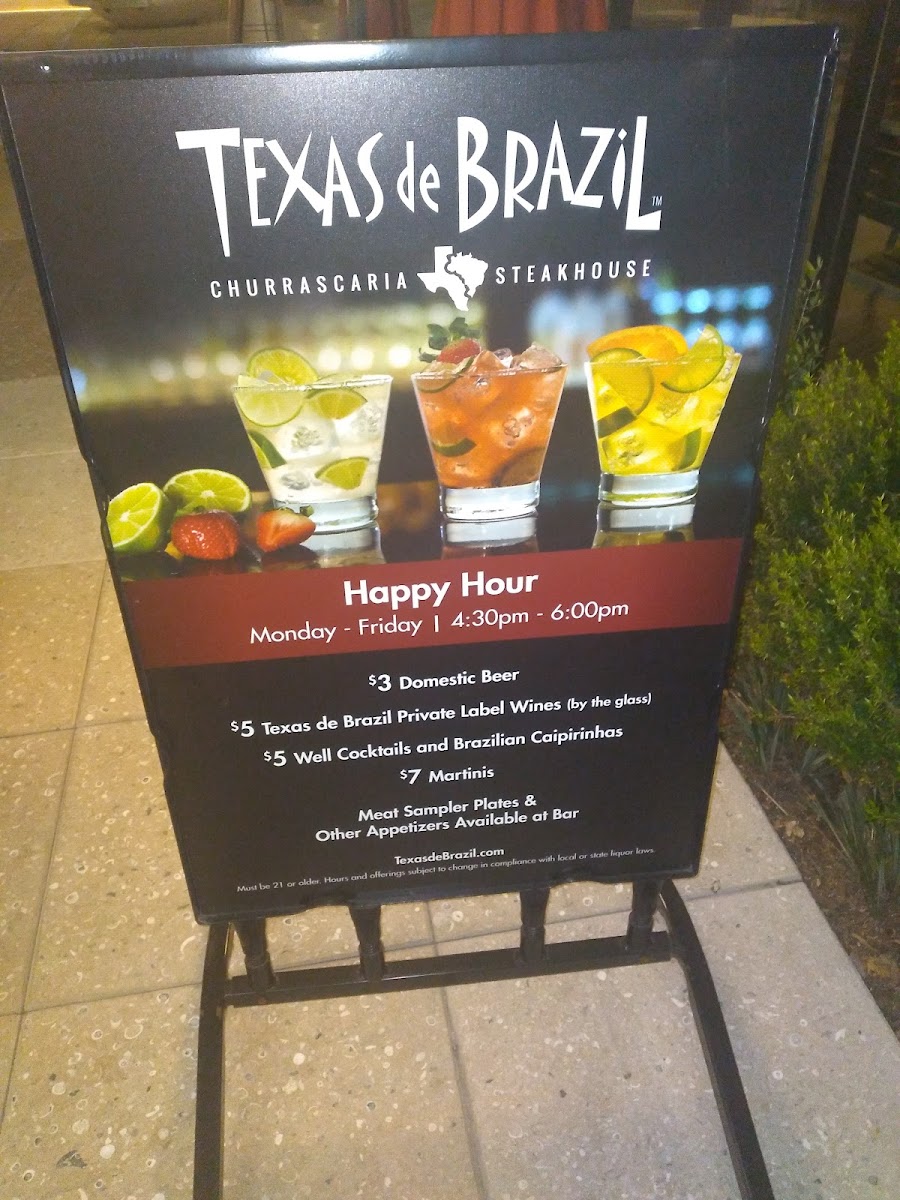 TEXAS de BRAZiL™
CHURRASCARIA STEAKHOUSE
Happy Hour
Monday - Friday | 4:30pm - 6:00pm
$3 Domestic Beer
$5 Texas de Brazil Private Label Wines (by the glass)
$5 Well Cocktails and Brazilian Caipirinhas
$7 Martinis
Meat Sampler Plates &
Other Appetizers Available at Bar
TexasdeBrazil.com
Must be 21 or older. Hours and offerings subject to change in compliance with local or state liquor laws.